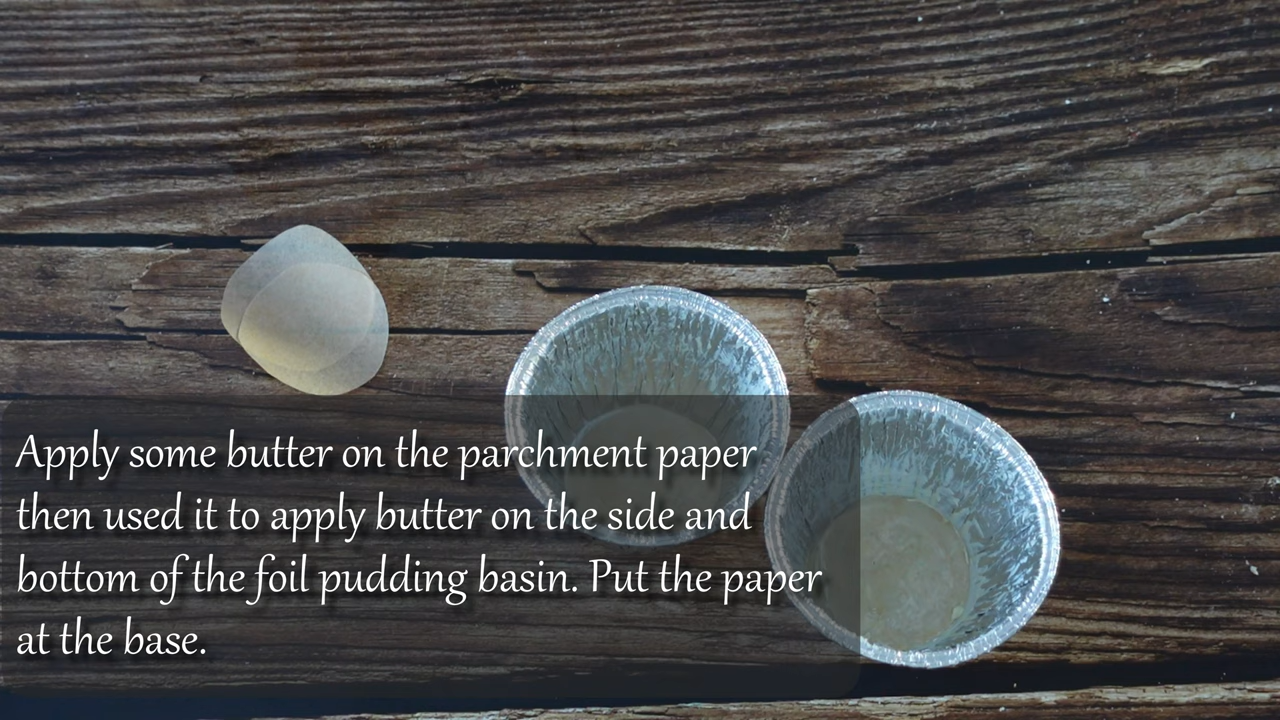 Apply some butter on the parchment paper
then used it to apply butter on the side and
bottom of the foil pudding basin. Put the paper
at the base.